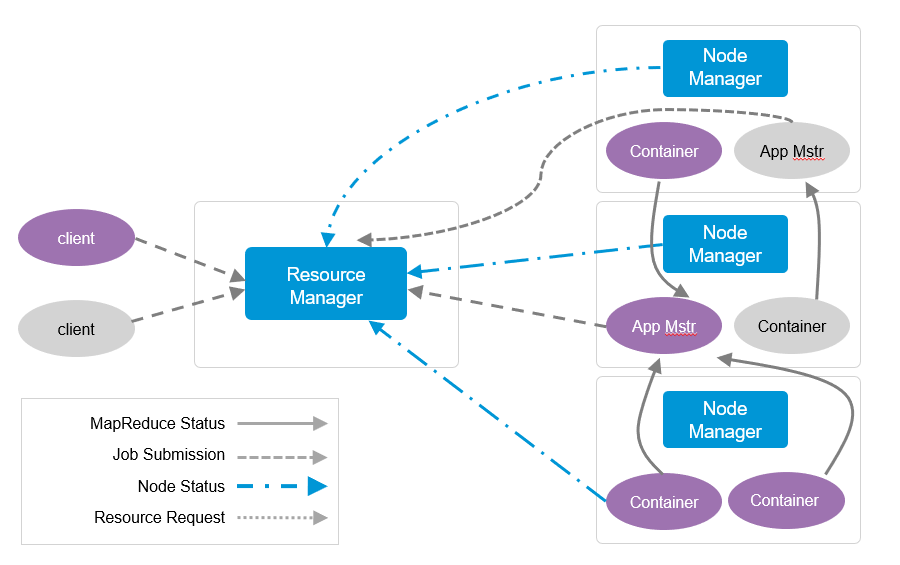 Node
Manager
Container
App Mstr
client
Resource
Manager
Node
Manager
client
App Mstr
Container
MapReduce Status
Job Submission
Node Status
Resource Request
Node
Manager
Container
Container